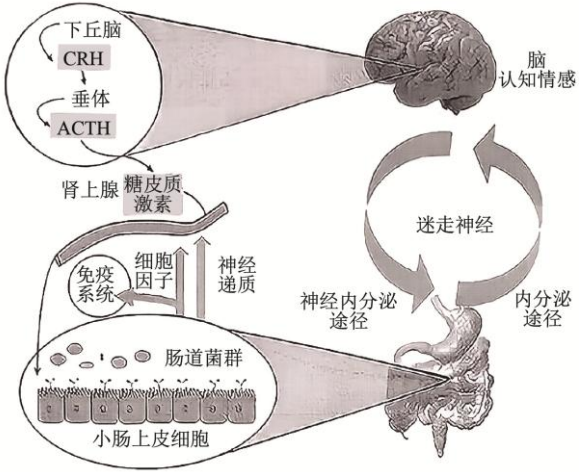 下丘脑
CRH
垂体
ACTH
脑
认知情感
肾上腺
糖皮质
激素
迷走神经
免疫
系统
细胞
因子
神经
递质
神经内分泌
途径
内分泌
途径
肠道菌群
小肠上皮细胞